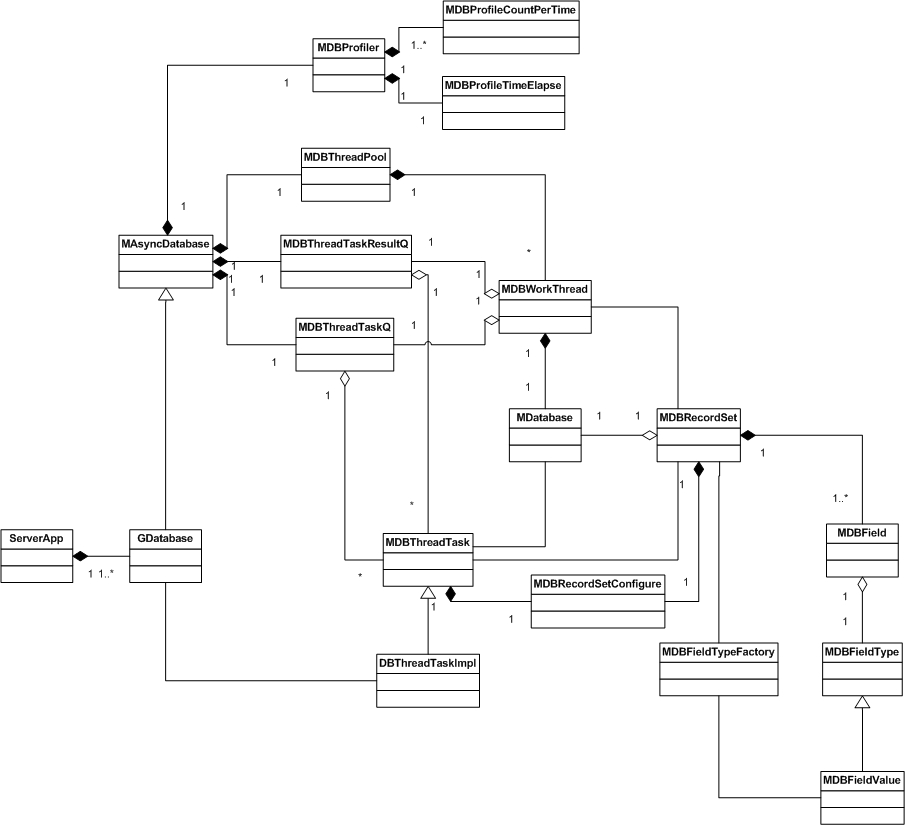 MDBProfileCountPerTime
MDBProfiler
1..*
1
1
MDBProfileTimeElapse
1
1
MDBThreadPool
1
1
1
MAsyncDatabase
MDBThreadTaskResultQ
1
*
1
1
1
1
1
1
MDBWorkThread
1
1
MDBThreadTaskQ
1
1
1
1
1
MDatabase
1
1
MDBRecordSet
1
1
1..*
*
ServerApp
GDatabase
MDBThreadTask
MDBField
1
1..*
*
MDBRecordSetConfigure
1
1
1
1
1
MDBFieldTypeFactory
MDBFieldType
DBThreadTaskImpl
MDBFieldValue